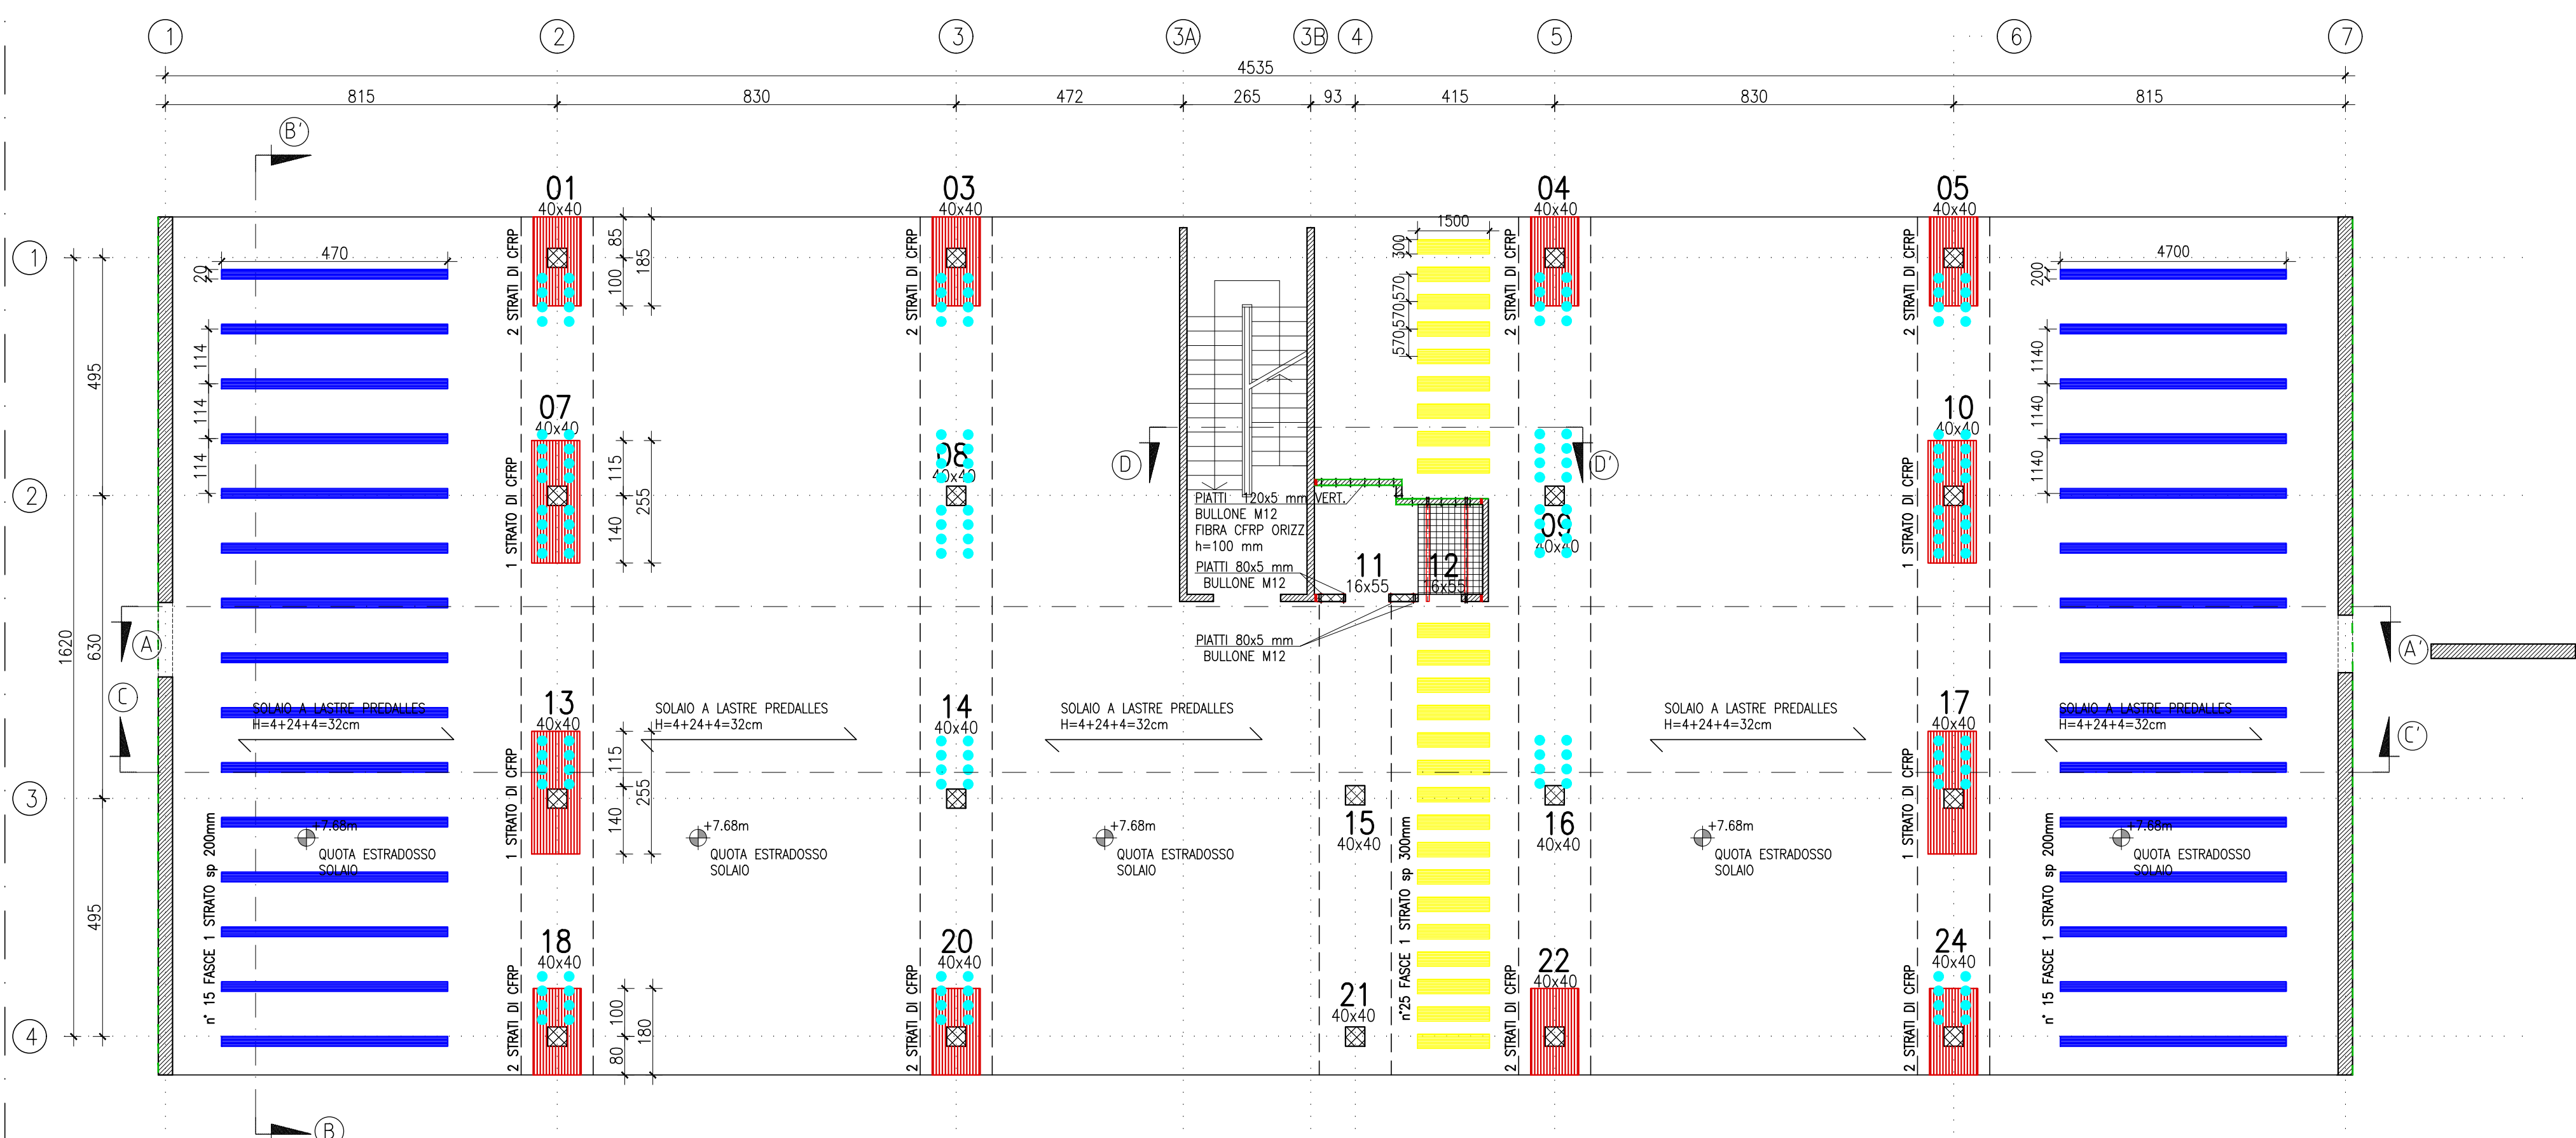 1 2 3 3A 3B 4 5 6 7
4535
815 830 472 265 93 415 830 815
B'
01 03 04 05
40x40 40x40 40x40 40x40
1500
1
2 STRATI DI CFRP
85
185
100
2 STRATI DI CFRP
300
2 STRATI DI CFRP
2 STRATI DI CFRP
470
20
4700
200
570
570
570
495
114
114
114
1140
1140
1140
07
40x40
08
40x40
10
40x40
D
D'
1 STRATO DI CFRP
115
255
140
1 STRATO DI CFRP
2
PIATTI 120x5 mm VERT.
BULLONE M12
FIBRA CFRP ORIZZ
h=100 mm
PIATTI 80x5 mm
BULLONE M12
09
40x40
11
16x55
12
16x55
PIATTI 80x5 mm
BULLONE M12
1620
630
A
A'
C
C'
13
40x40
14
40x40
17
40x40
SOLAIO A LASTRE PREDALLES
H=4+24+4=32cm
SOLAIO A LASTRE PREDALLES
H=4+24+4=32cm
SOLAIO A LASTRE PREDALLES
H=4+24+4=32cm
SOLAIO A LASTRE PREDALLES
H=4+24+4=32cm
SOLAIO A LASTRE PREDALLES
H=4+24+4=32cm
1 STRATO DI CFRP
115
255
140
1 STRATO DI CFRP
3
15
40x40
16
40x40
+7.68m
QUOTA ESTRADOSSO
SOLAIO
+7.68m
QUOTA ESTRADOSSO
SOLAIO
+7.68m
QUOTA ESTRADOSSO
SOLAIO
+7.68m
QUOTA ESTRADOSSO
SOLAIO
+7.68m
QUOTA ESTRADOSSO
SOLAIO
n° 15 FASCE 1 STRATO sp 200mm
n°25 FASCE 1 STRATO sp 300mm
n° 15 FASCE 1 STRATO sp 200mm
495
18
40x40
20
40x40
21
40x40
22
40x40
24
40x40
2 STRATI DI CFRP
100
180
80
2 STRATI DI CFRP
2 STRATI DI CFRP
2 STRATI DI CFRP
4
B